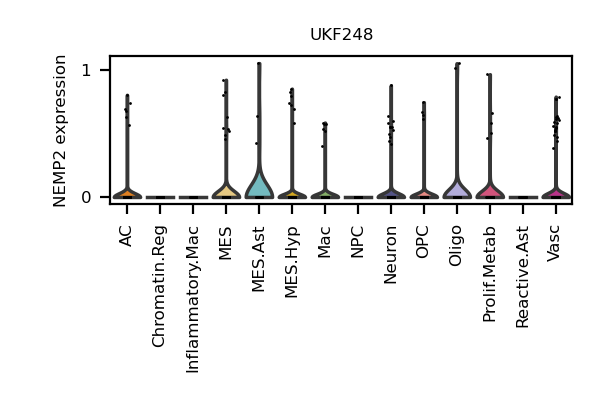 UKF248
NEMP2 expression
1
0
AC
Chromatin.Reg
Inflammatory.Mac
MES
MES.Ast
MES.Hyp
Mac
NPC
Neuron
OPC
Oligo
Prolif.Metab
Reactive.Ast
Vasc